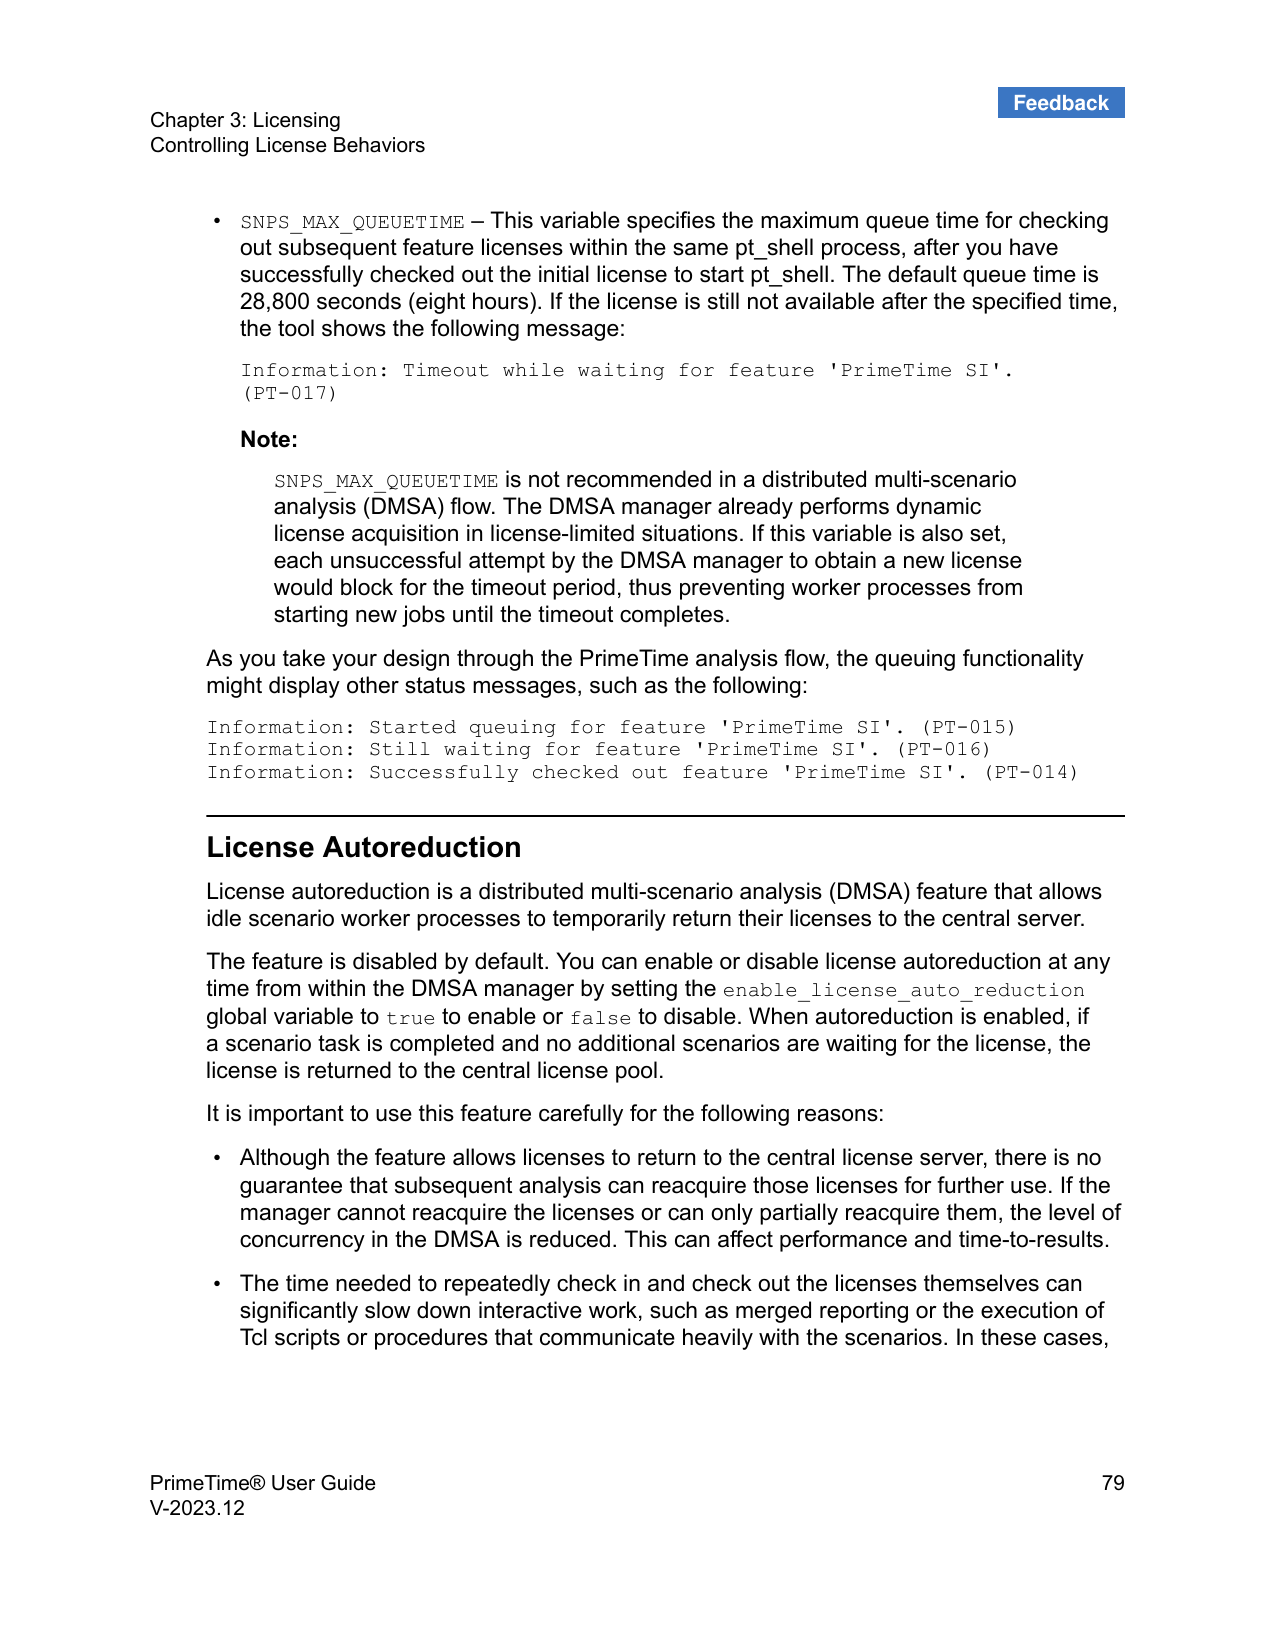 Feedback
Chapter 3: Licensing
Controlling License Behaviors
• SNPS_MAX_QUEUETIME – This variable specifies the maximum queue time for checking
out subsequent feature licenses within the same pt_shell process, after you have
successfully checked out the initial license to start pt_shell. The default queue time is
28,800 seconds (eight hours). If the license is still not available after the specified time,
the tool shows the following message:
Information: Timeout while waiting for feature 'PrimeTime SI'.
(PT-017)
Note:
SNPS_MAX_QUEUETIME is not recommended in a distributed multi-scenario
analysis (DMSA) flow. The DMSA manager already performs dynamic
license acquisition in license-limited situations. If this variable is also set,
each unsuccessful attempt by the DMSA manager to obtain a new license
would block for the timeout period, thus preventing worker processes from
starting new jobs until the timeout completes.
As you take your design through the PrimeTime analysis flow, the queuing functionality
might display other status messages, such as the following:
Information: Started queuing for feature 'PrimeTime SI'. (PT-015)
Information: Still waiting for feature 'PrimeTime SI'. (PT-016)
Information: Successfully checked out feature 'PrimeTime SI'. (PT-014)
License Autoreduction
License autoreduction is a distributed multi-scenario analysis (DMSA) feature that allows
idle scenario worker processes to temporarily return their licenses to the central server.
The feature is disabled by default. You can enable or disable license autoreduction at any
time from within the DMSA manager by setting the enable_license_auto_reduction
global variable to true to enable or false to disable. When autoreduction is enabled, if
a scenario task is completed and no additional scenarios are waiting for the license, the
license is returned to the central license pool.
It is important to use this feature carefully for the following reasons:
• Although the feature allows licenses to return to the central license server, there is no
guarantee that subsequent analysis can reacquire those licenses for further use. If the
manager cannot reacquire the licenses or can only partially reacquire them, the level of
concurrency in the DMSA is reduced. This can affect performance and time-to-results.
• The time needed to repeatedly check in and check out the licenses themselves can
significantly slow down interactive work, such as merged reporting or the execution of
Tcl scripts or procedures that communicate heavily with the scenarios. In these cases,
PrimeTime® User Guide
79
V-2023.12